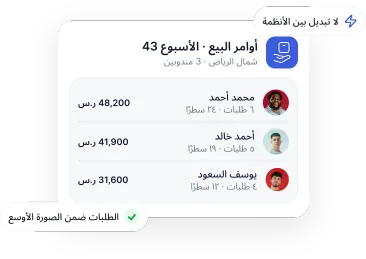 لا تبديل بين الأنظمة
أوامر البيع · الأسبوع 43
شمال الرياض · 3 مندوبين
محمد أحمد
48,200 ر.س
٦ طلبات · ٢٤ سطرًا
أحمد خالد
41,900 ر.س
٥ طلبات · ١٩ سطرًا
يوسف السعود
31,600 ر.س
٤ طلبات · ١٢ سطرًا
الطلبات ضمن الصورة الأوسع